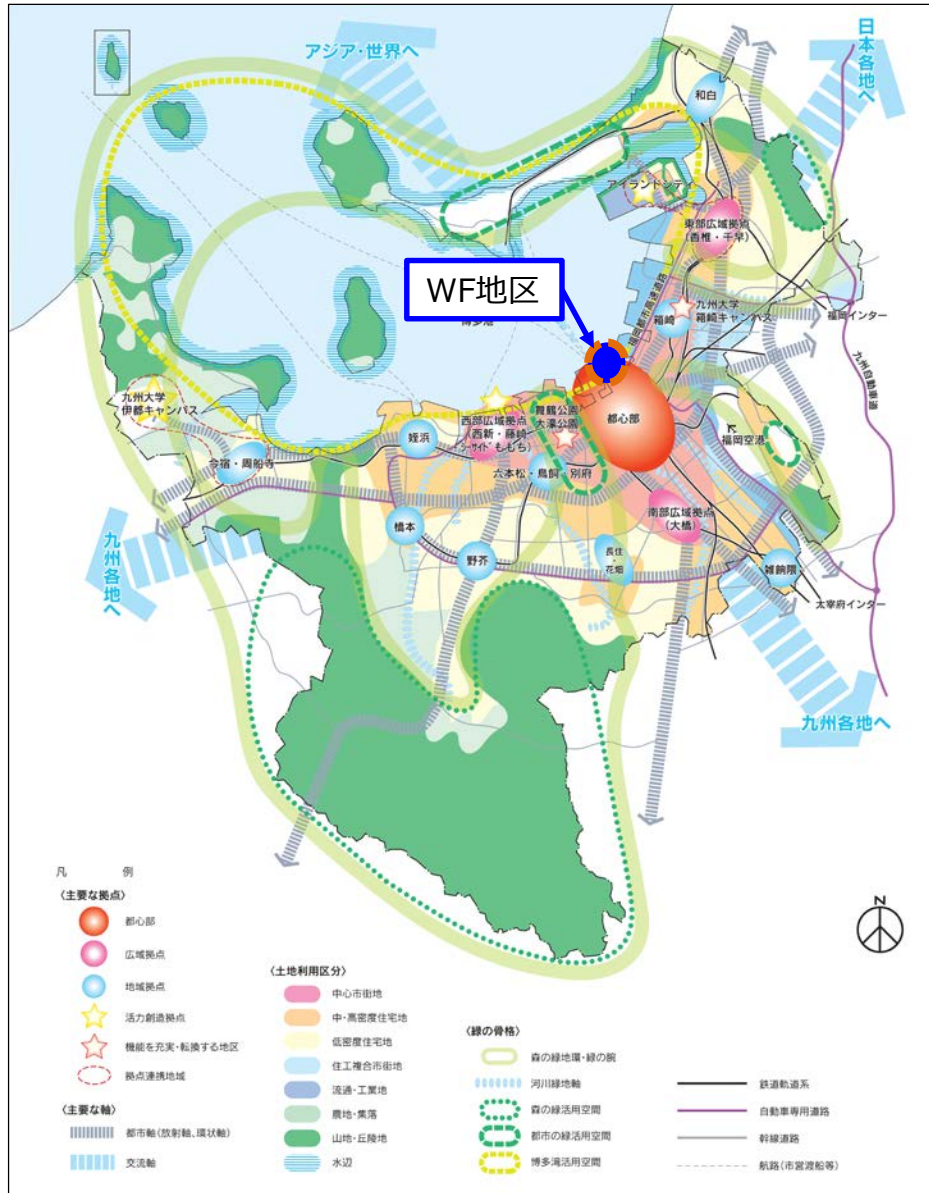 アジア・世界へ
日本各地へ
和白
アイランドシティ
東部広域拠点
(香椎・千早)
WF地区
博多港
福岡都市高速道路
箱崎
九州大学
箱崎キャンパス
福岡インター
九州自動車道
九州大学
伊都キャンパス
今宿・周船寺
姪浜
西部広域拠点
(西新・藤崎・
シーサイドももち)
舞鶴公園
大濠公園
都心部
福岡空港
六本松・鳥飼・別府
南部広域拠点
(大橋)
橋本
野芥
長住・花畑
雑餉隈
太宰府インター
九州各地へ
九州各地へ
凡 例
〈主要な拠点〉
都心部
広域拠点
地域拠点
活力創造拠点
機能を充実・転換する地区
拠点連携地域
〈主要な軸〉
都市軸(放射軸、環状軸)
交流軸
〈土地利用区分〉
中心市街地
中・高密度住宅地
低密度住宅地
住工複合市街地
流通・工業地
農地・集落
山地・丘陵地
水辺
〈緑の骨格〉
森の緑地環・緑の腕
河川緑地軸
森の緑活用空間
都市の緑活用空間
博多湾活用空間
鉄道軌道系
自動車専用道路
幹線道路
航路(市営渡船等)
N